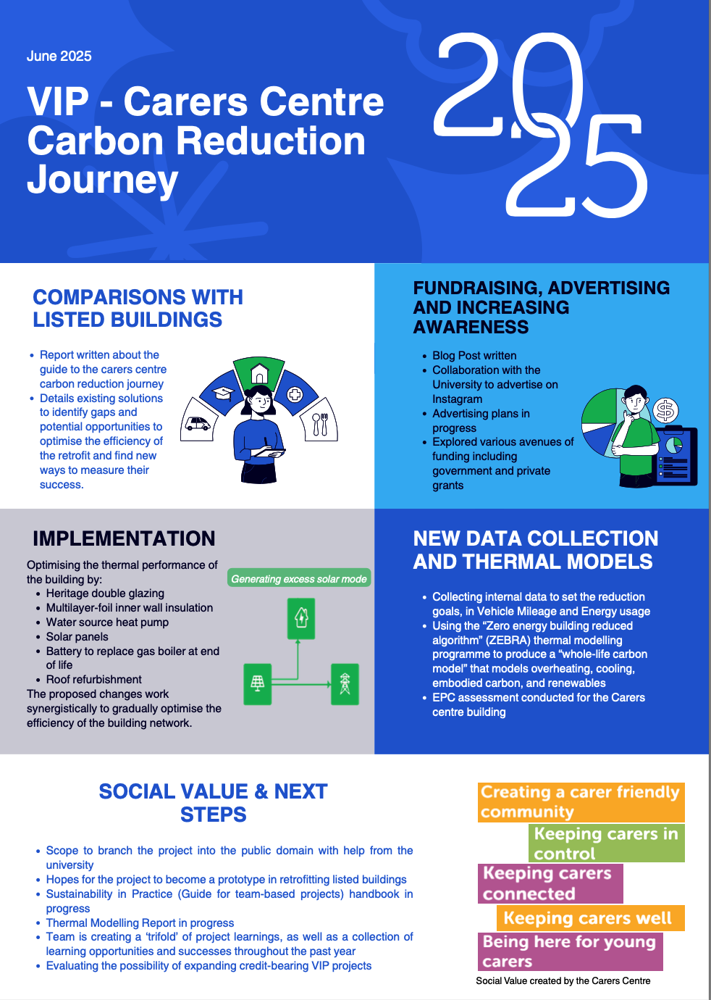 June 2025
VIP - Carers Centre
Carbon Reduction
Journey
2025
COMPARISONS WITH
LISTED BUILDINGS
• Report written about the
guide to the carers centre
carbon reduction journey
• Details existing solutions
to identify gaps and
potential opportunities to
optimise the efficiency of
the retrofit and find new
ways to measure their
success.
FUNDRAISING, ADVERTISING
AND INCREASING
AWARENESS
• Blog Post written
• Collaboration with the
University to advertise on
Instagram
• Advertising plans in
progress
• Explored various avenues of
funding including
government and private
grants
$
IMPLEMENTATION
Optimising the thermal performance of
the building by:
• Heritage double glazing
• Multilayer-foil inner wall insulation
• Water source heat pump
• Solar panels
• Battery to replace gas boiler at end
of life
• Roof refurbishment
The proposed changes work
synergistically to gradually optimise the
efficiency of the building network.
Generating excess solar mode
NEW DATA COLLECTION
AND THERMAL MODELS
• Collecting internal data to set the reduction
goals, in Vehicle Mileage and Energy usage
• Using the “Zero energy building reduced
algorithm” (ZEBRA) thermal modelling
programme to produce a “whole-life carbon
model” that models overheating, cooling,
embodied carbon, and renewables
• EPC assessment conducted for the Carers
centre building
SOCIAL VALUE & NEXT
STEPS
• Scope to branch the project into the public domain with help from the
university
• Hopes for the project to become a prototype in retrofitting listed buildings
• Sustainability in Practice (Guide for team-based projects) handbook in
progress
• Thermal Modelling Report in progress
• Team is creating a ‘trifold’ of project learnings, as well as a collection of
learning opportunities and successes throughout the past year
• Evaluating the possibility of expanding credit-bearing VIP projects
Creating a carer friendly
community
Keeping carers in
control
Keeping carers
connected
Keeping carers well
Being here for young
carers
Social Value created by the Carers Centre